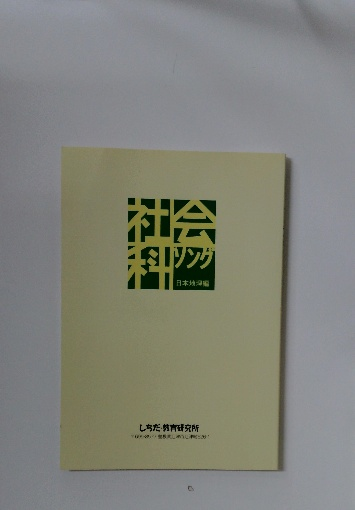 社会
科ソング
日本地理編
しちだ・教育研究所